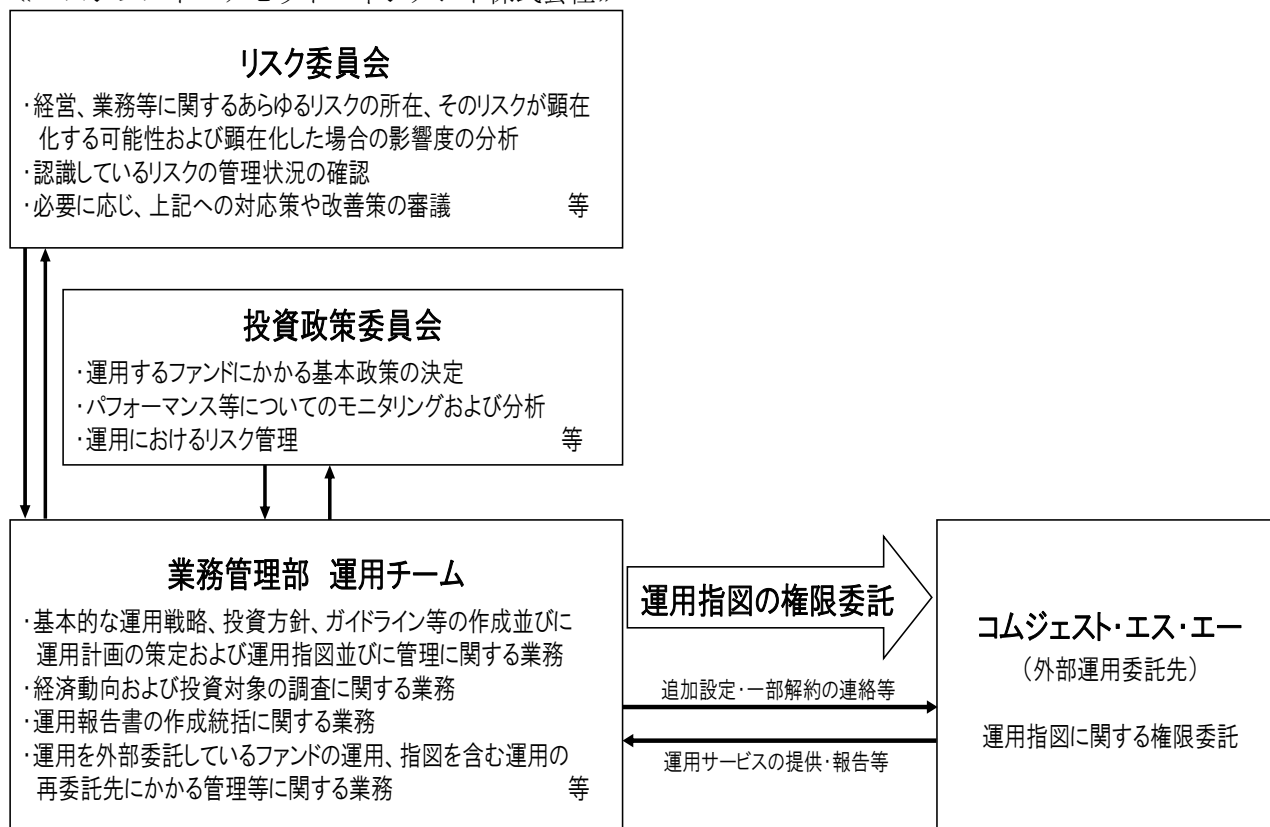 リスク委員会
･経営、業務等に関するあらゆるリスクの所在、そのリスクが顕在
化する可能性および顕在化した場合の影響度の分析
･認識しているリスクの管理状況の確認
･必要に応じ、上記への対応策や改善策の審議 等
投資政策委員会
･運用するファンドにかかる基本政策の決定
･パフォーマンス等についてのモニタリングおよび分析
･運用におけるリスク管理 等
業務管理部 運用チーム
･基本的な運用戦略、投資方針、ガイドライン等の作成並びに
運用計画の策定および運用指図並びに管理に関する業務
･経済動向および投資対象の調査に関する業務
･運用報告書の作成統括に関する業務
･運用を外部委託しているファンドの運用、指図を含む運用の
再委託先にかかる管理等に関する業務 等
運用指図の権限委託
追加設定･一部解約の連絡等
運用サービスの提供･報告等
コムジェスト･エス･エー
（外部運用委託先）
運用指図に関する権限委託